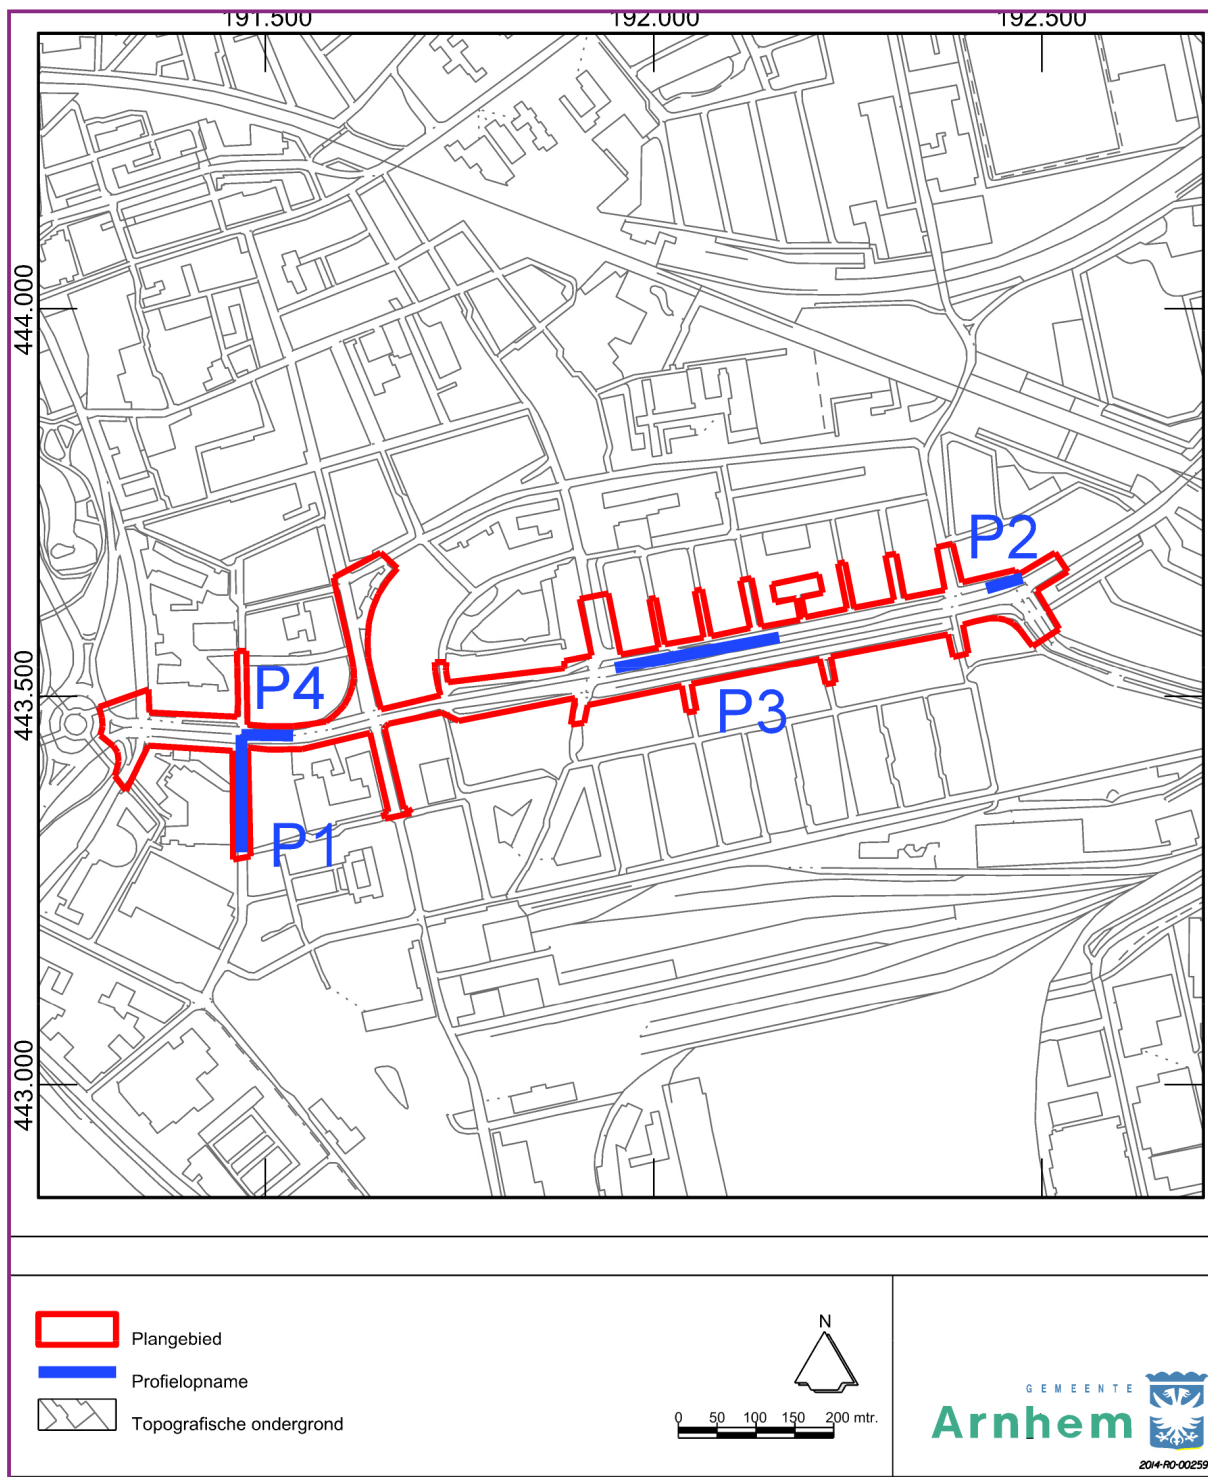 191.500 192.000 192.500
444.000
443.500
443.000
P2
P4
P3
P1
Plangebied
Profielopname
Topografische ondergrond
N
0 50 100 150 200 mtr.
GEMEENTE
Arnhem
2014-RO-00259